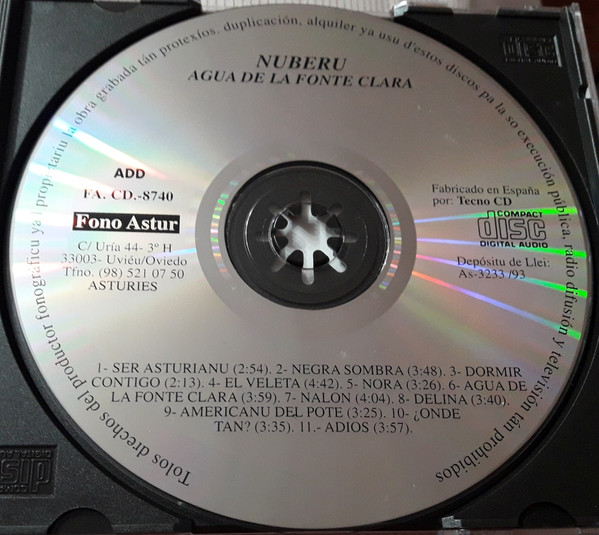 Tolos drechos del productor fonograficu ya'l propietariu la obra grabada tán protexíos, duplicación, alquiler ya usu d'estos discos pa la so execución pública, radio difusión y televisión tán prohibidos
NUBERU
AGUA DE LA FONTE CLARA
ADD
FA. CD.-8740
Fono Astur
C/ Uría 44- 3º H
33003- Uviéu/Oviedo
Tfno. (98) 521 07 50
ASTURIES
Fabricado en España
por: Tecno CD
COMPACT
disc
DIGITAL AUDIO
Depósitu de Llei:
As-3233 /93
1- SER ASTURIANU (2:54). 2- NEGRA SOMBRA (3:48). 3- DORMIR
CONTIGO (2:13). 4- EL VELETA (4:42). 5- NORA (3:26). 6- AGUA DE
LA FONTE CLARA (3:59). 7- NALON (4:04). 8- DELINA (3:40).
9- AMERICANU DEL POTE (3:25). 10- ¿ONDE
TAN? (3:35). 11.- ADIOS (3:57).